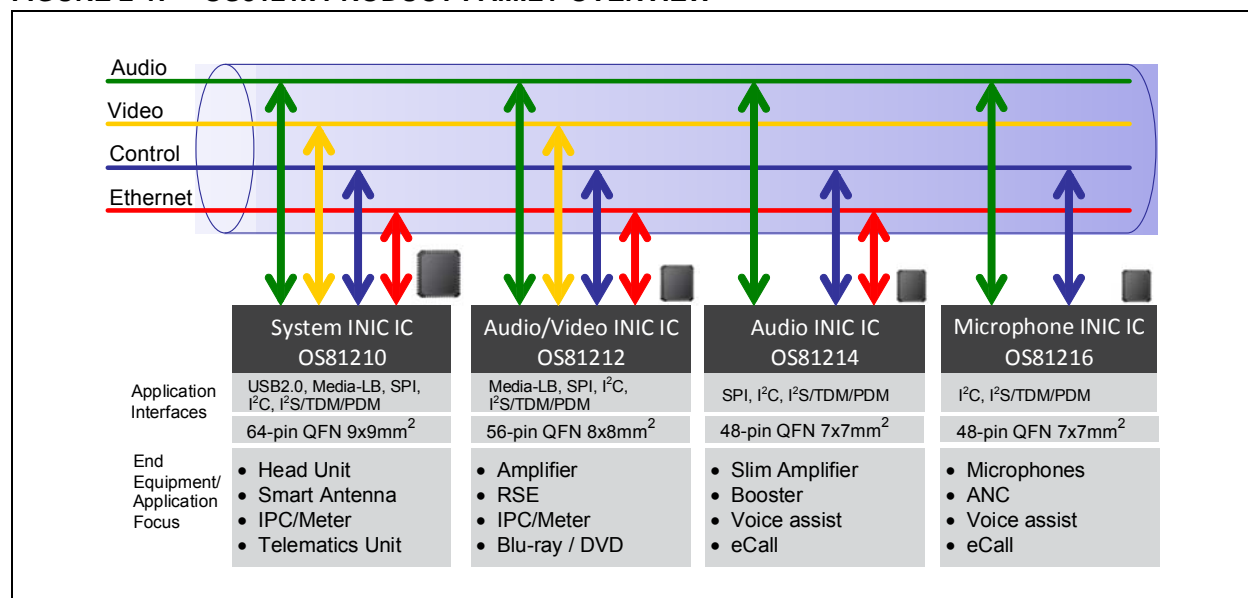 Audio
Video
Control
Ethernet
System INIC IC
OS81210
Audio/Video INIC IC
OS81212
Audio INIC IC
OS81214
Microphone INIC IC
OS81216
Application
Interfaces
USB2.0, Media-LB, SPI,
I²C, I²S/TDM/PDM
Media-LB, SPI, I²C,
I²S/TDM/PDM
SPI, I²C, I²S/TDM/PDM
I²C, I²S/TDM/PDM
64-pin QFN 9x9mm²
56-pin QFN 8x8mm²
48-pin QFN 7x7mm²
48-pin QFN 7x7mm²
End
Equipment/
Application
Focus
• Head Unit
• Smart Antenna
• IPC/Meter
• Telematics Unit
• Amplifier
• RSE
• IPC/Meter
• Blu-ray / DVD
• Slim Amplifier
• Booster
• Voice assist
• eCall
• Microphones
• ANC
• Voice assist
• eCall